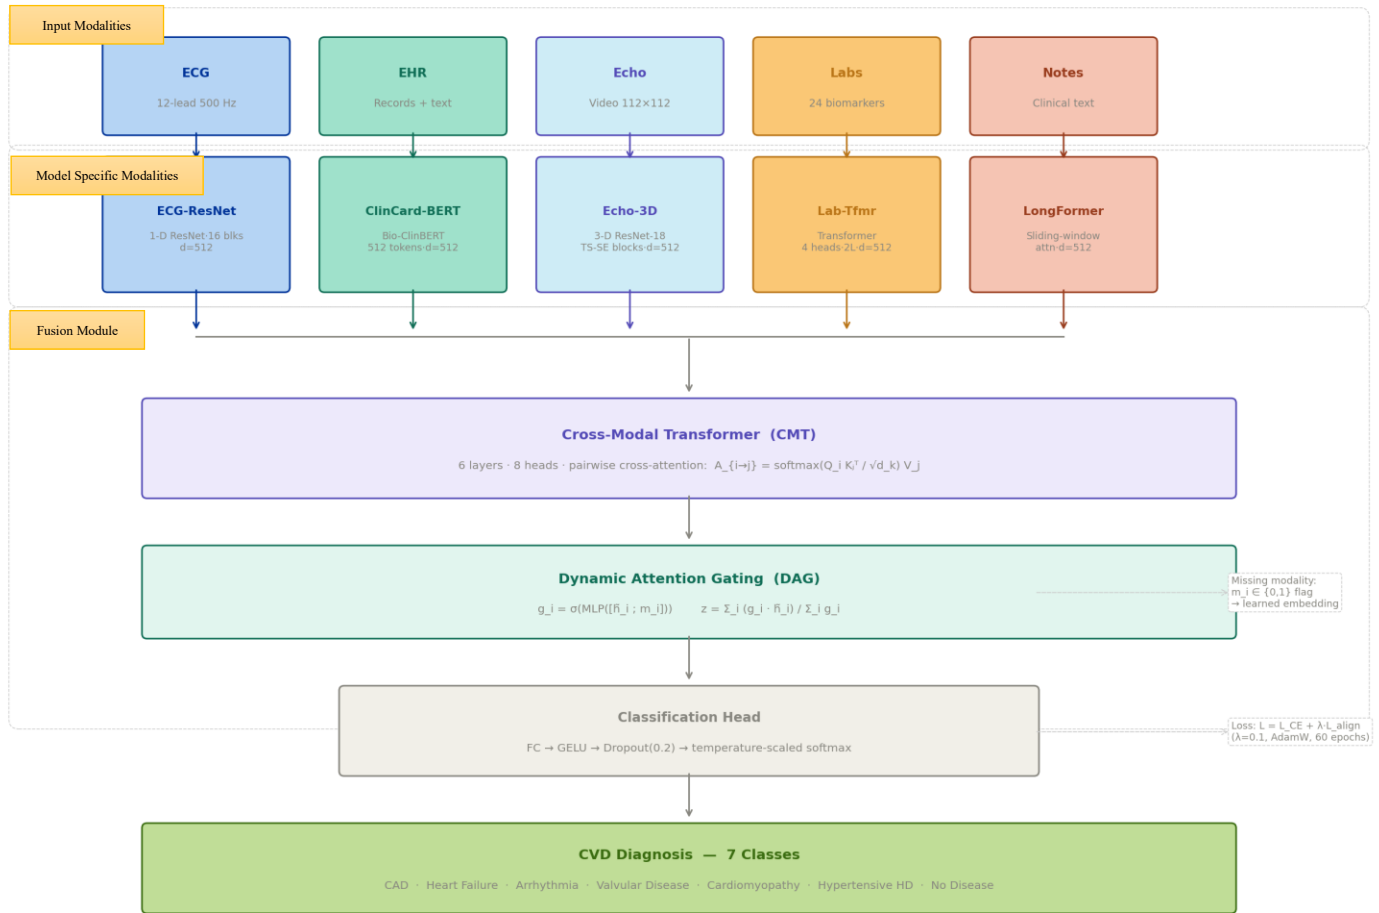 Input Modalities
ECG
12-lead 500 Hz
EHR
Records + text
Echo
Video 112×112
Labs
24 biomarkers
Notes
Clinical text
Model Specific Modalities
ECG-ResNet
1-D ResNet·16 blks
d=512
ClinCard-BERT
Bio-ClinBERT
512 tokens·d=512
Echo-3D
3-D ResNet-18
TS-SE blocks·d=512
Lab-Tfmr
Transformer
4 heads·2L·d=512
LongFormer
Sliding-window
attn·d=512
Fusion Module
Cross-Modal Transformer (CMT)
6 layers · 8 heads · pairwise cross-attention: A_{i→j} = softmax(Q_i Kⱼᵀ / √d_k) V_j
Dynamic Attention Gating (DAG)
g_i = σ(MLP([h̃_i ; m_i])) z = Σ_i (g_i · h̃_i) / Σ_i g_i
Missing modality:
m_i ∈ {0,1} flag
→ learned embedding
Classification Head
FC → GELU → Dropout(0.2) → temperature-scaled softmax
Loss: L = L_CE + λ·L_align
(λ=0.1, AdamW, 60 epochs)
CVD Diagnosis — 7 Classes
CAD · Heart Failure · Arrhythmia · Valvular Disease · Cardiomyopathy · Hypertensive HD · No Disease